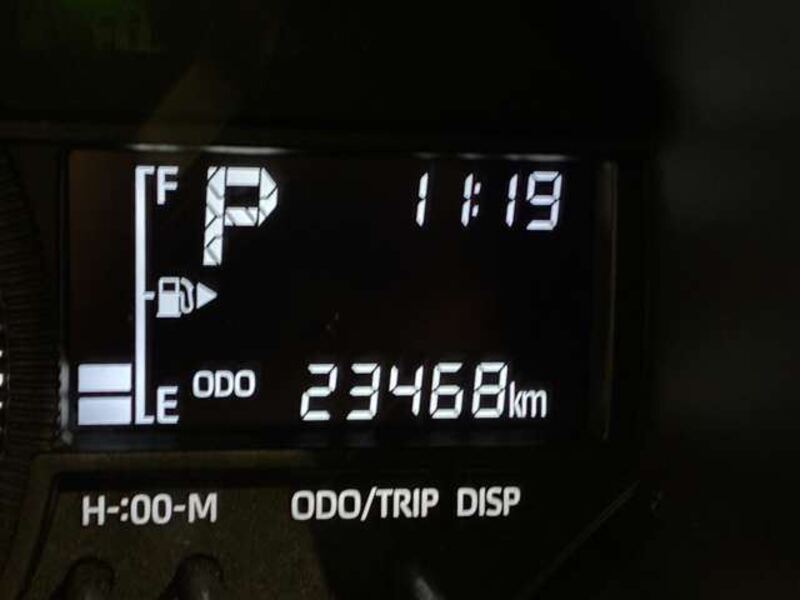 F P 11:19
E ODO 23468km
H-:00-M ODO/TRIP DISP